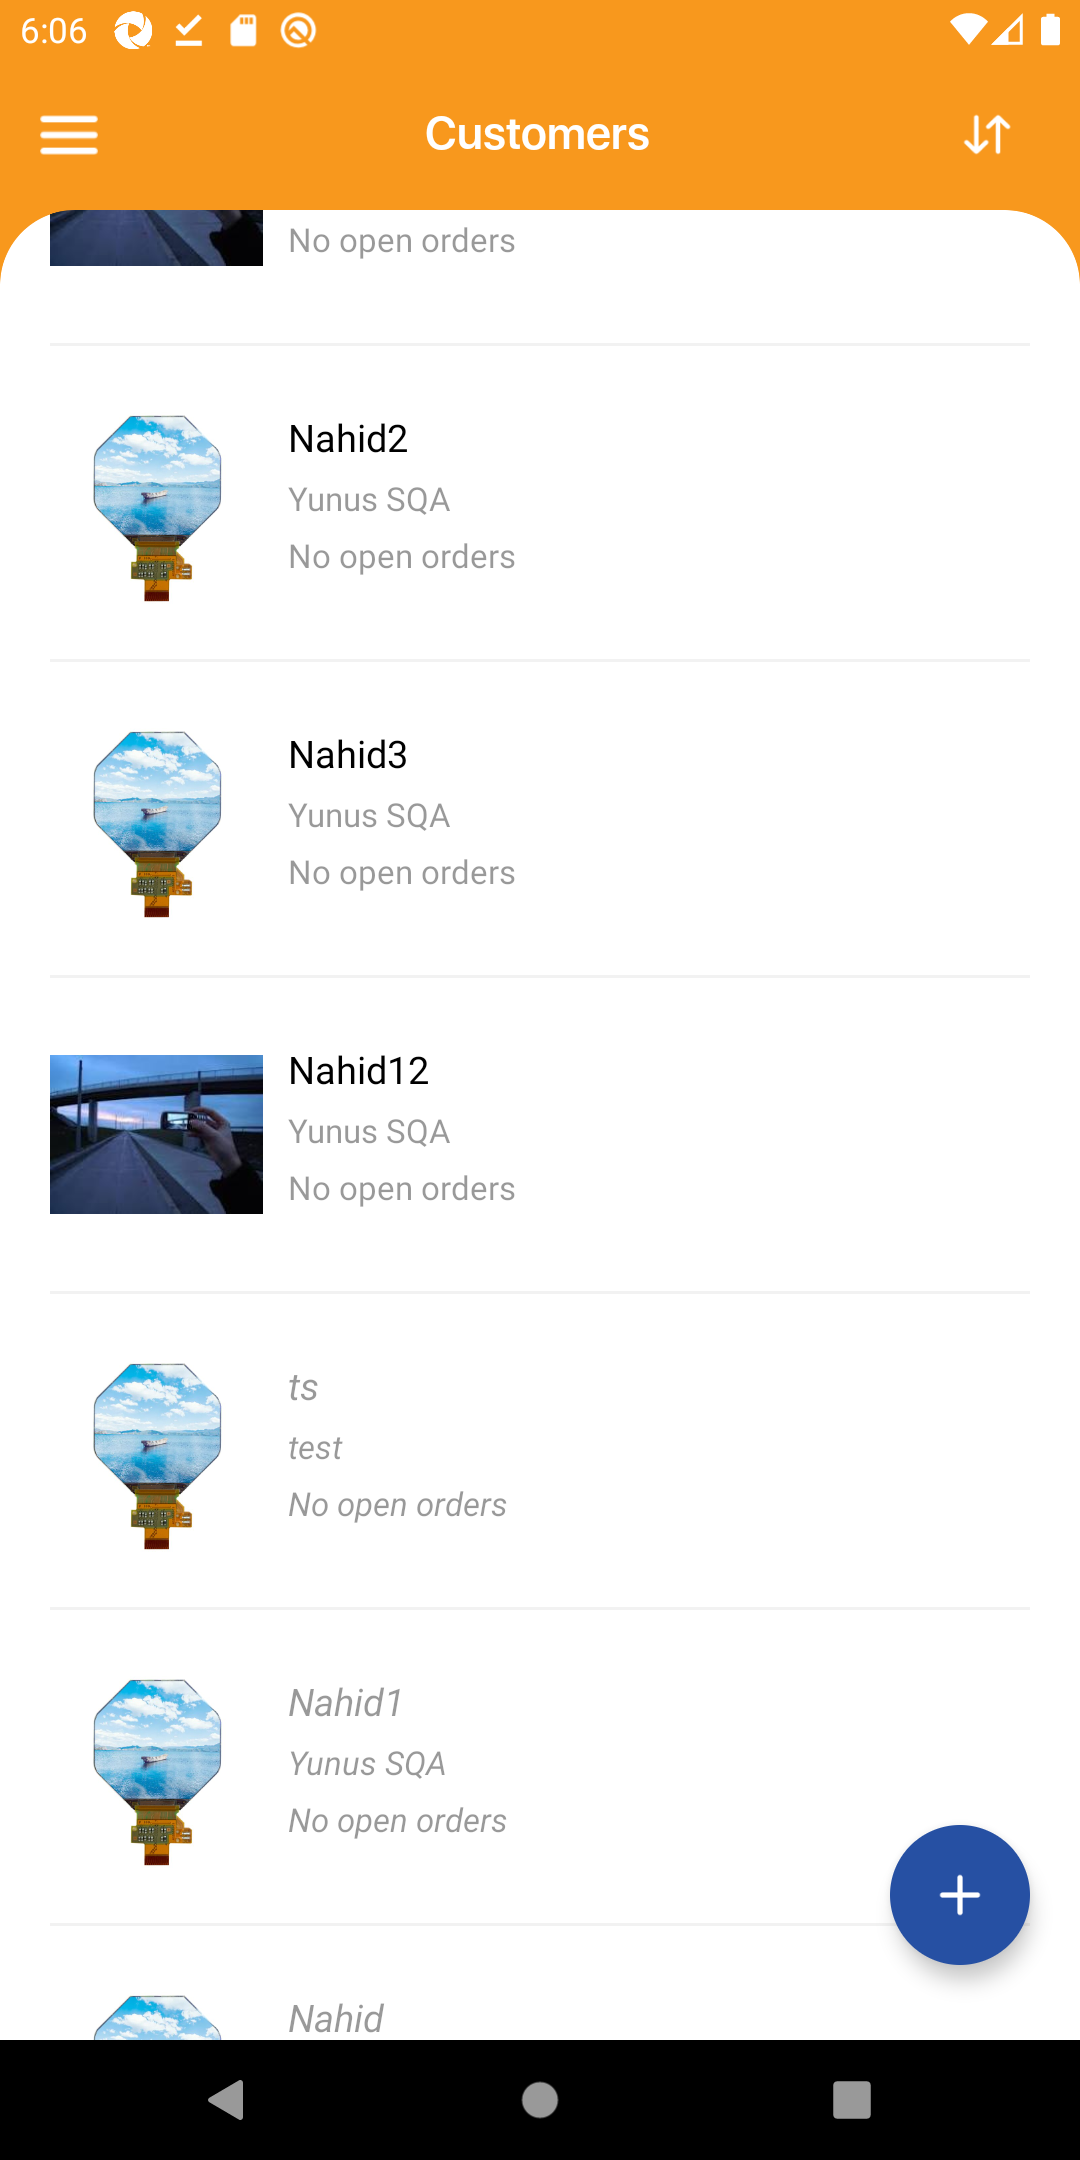 6:06
Customers
No open orders
Nahid2
Yunus SQA
No open orders
Nahid3
Yunus SQA
No open orders
Nahid12
Yunus SQA
No open orders
ts
test
No open orders
Nahid1
Yunus SQA
No open orders
Nahid